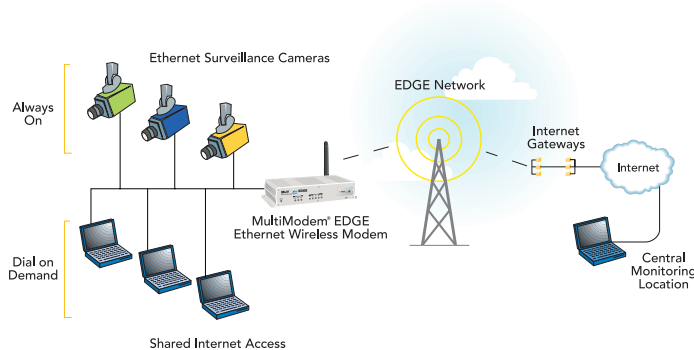 Ethernet Surveillance Cameras
Always
On
EDGE Network
Internet
Gateways
Internet
MultiModem® EDGE
Ethernet Wireless Modem
Dial on
Demand
Central
Monitoring
Location
Shared Internet Access